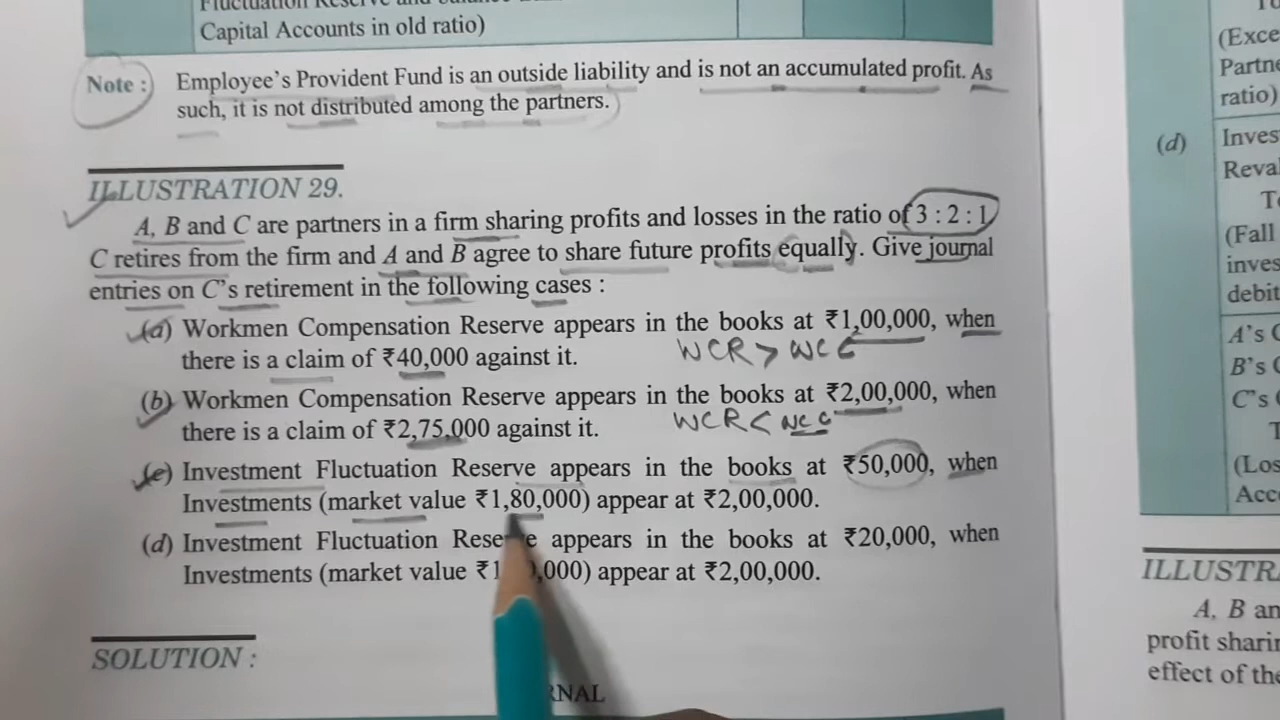 Capital Accounts in old ratio)
Note : Employee's Provident Fund is an outside liability and is not an accumulated profit. As
such, it is not distributed among the partners.
ILLUSTRATION 29.
A, B and C are partners in a firm sharing profits and losses in the ratio of 3 : 2 : 1
C retires from the firm and A and B agree to share future profits equally. Give journal
entries on C's retirement in the following cases :
(a) Workmen Compensation Reserve appears in the books at ₹1,00,000, when
there is a claim of ₹40,000 against it. WCR > WCC
(b) Workmen Compensation Reserve appears in the books at ₹2,00,000, when
there is a claim of ₹2,75,000 against it. WCR < WCC
(c) Investment Fluctuation Reserve appears in the books at ₹50,000, when
Investments (market value ₹1,80,000) appear at ₹2,00,000.
(d) Investment Fluctuation Reserve appears in the books at ₹20,000, when
Investments (market value ₹1 ,000) appear at ₹2,00,000.
SOLUTION :
RNAL
(Exce
Partne
ratio)
(d) Inves
Reva
T
(Fall
inves
debit
A's C
B's C
C's
T
(Los
Acc
ILLUSTR
A, B an
profit sharin
effect of the